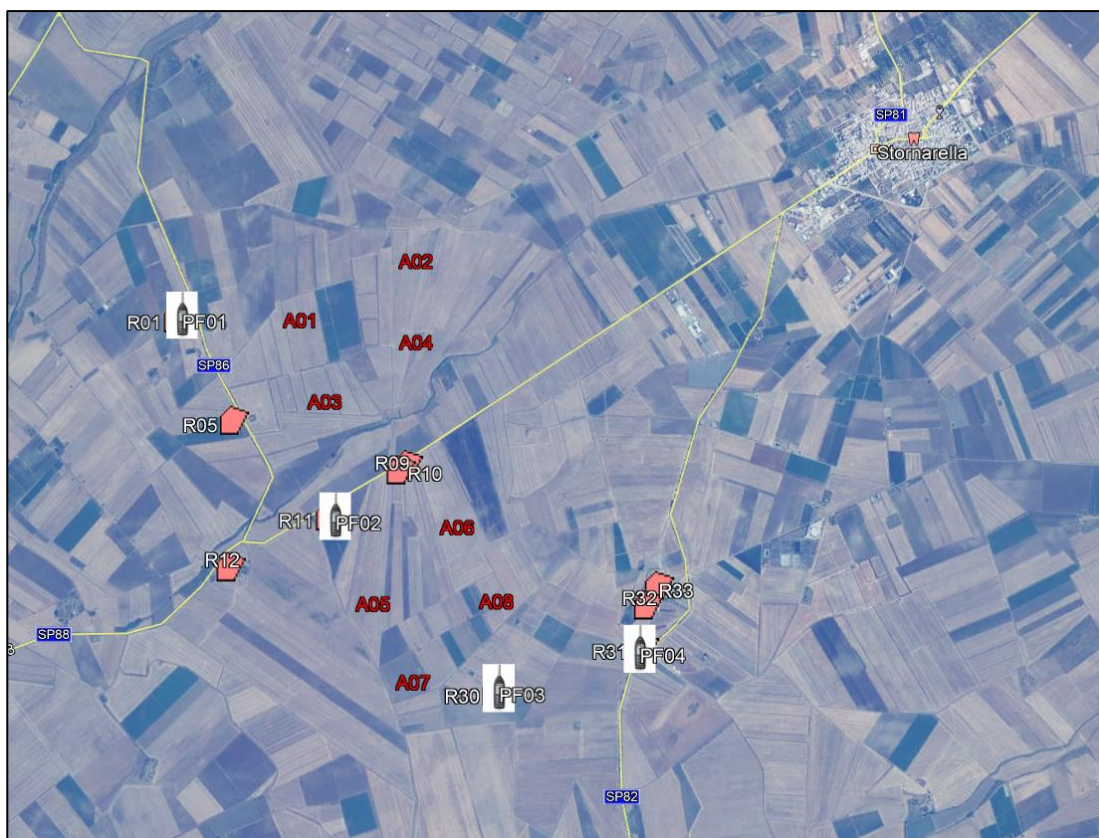 SP81
Stornarella
A02
R01
PF01
A01
A04
SP86
A03
R05
R09
R10
R11
PF02
A06
R12
R33
R32
A05
A08
SP88
R31
PF04
A07
R30
PF03
SP82